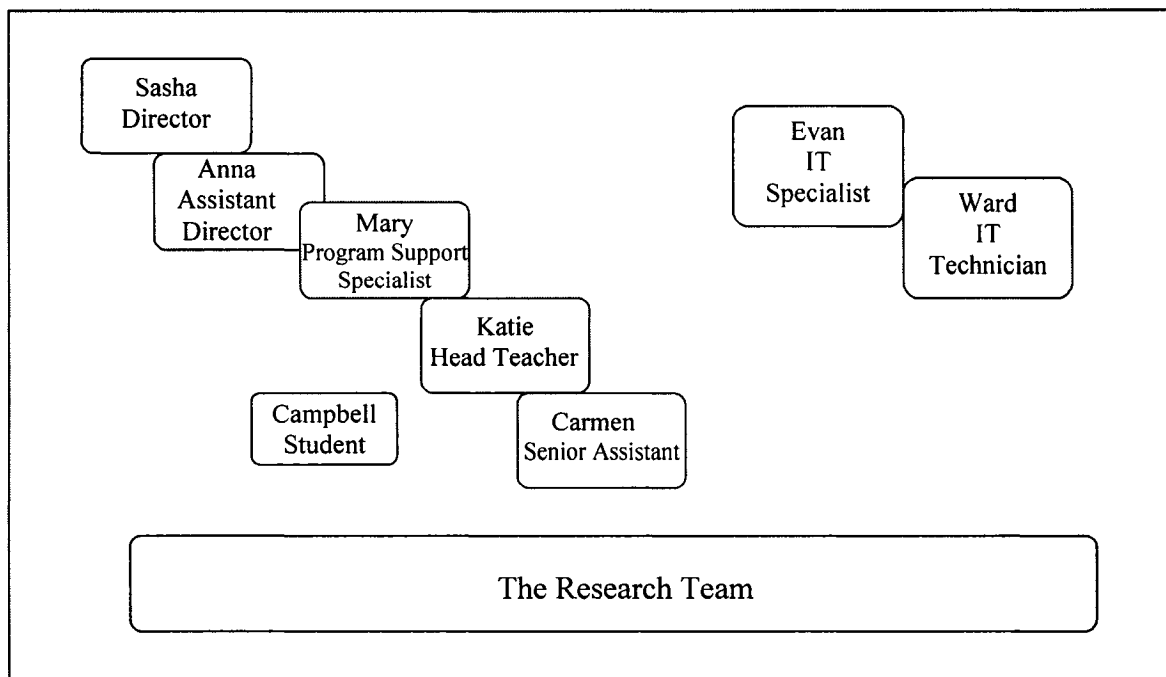 Sasha
Director
Anna
Assistant
Director
Mary
Program Support
Specialist
Katie
Head Teacher
Carmen
Senior Assistant
Campbell
Student
Evan
IT
Specialist
Ward
IT
Technician
The Research Team